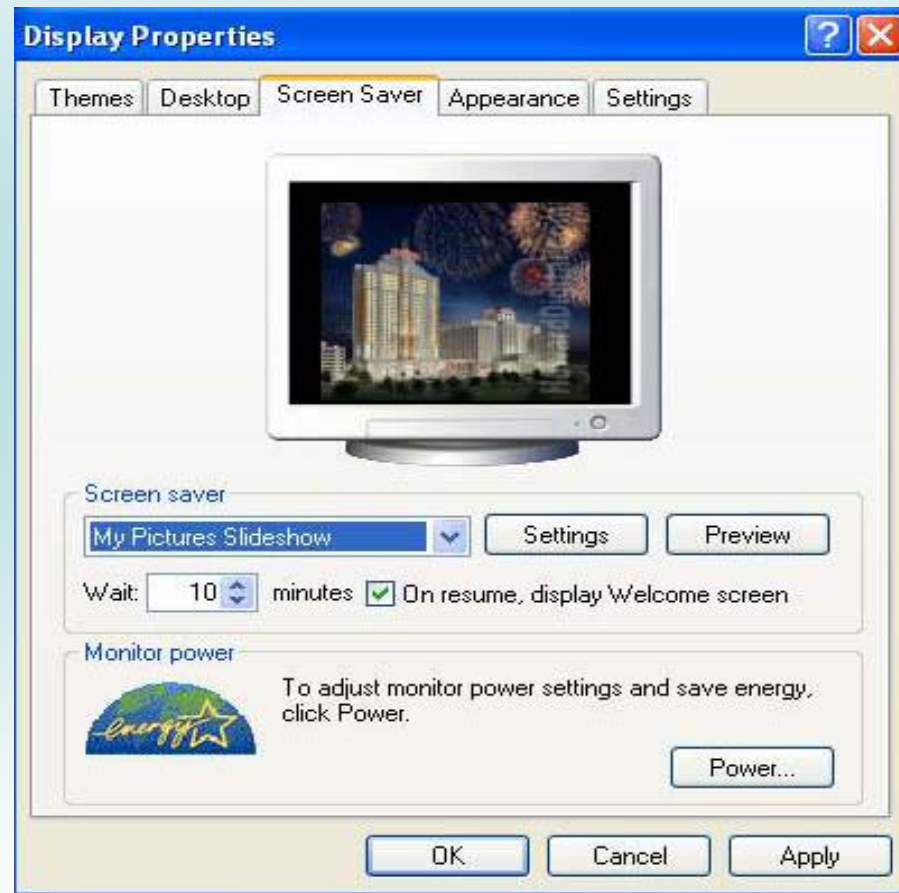 Display Properties
Themes Desktop Screen Saver Appearance Settings
Screen saver
My Pictures Slideshow Settings Preview
Wait: 10 minutes On resume, display Welcome screen
Monitor power
energy
To adjust monitor power settings and save energy,
click Power.
Power...
OK Cancel Apply